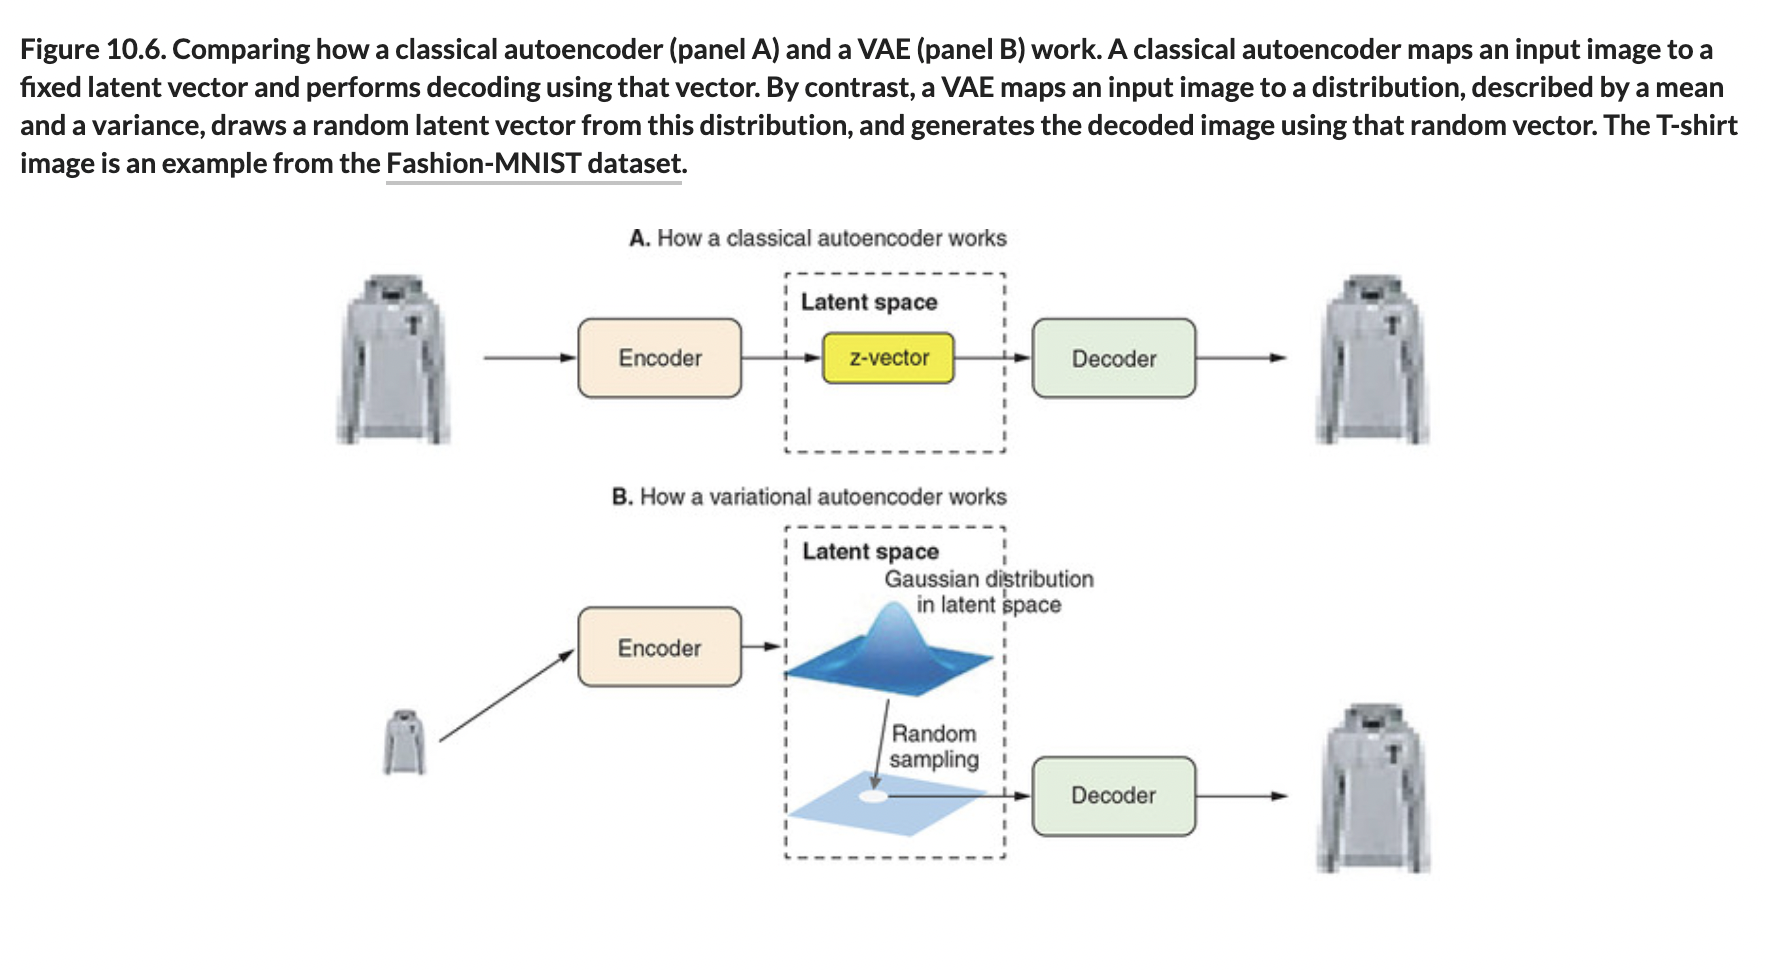 Figure 10.6. Comparing how a classical autoencoder (panel A) and a VAE (panel B) work. A classical autoencoder maps an input image to a
fixed latent vector and performs decoding using that vector. By contrast, a VAE maps an input image to a distribution, described by a mean
and a variance, draws a random latent vector from this distribution, and generates the decoded image using that random vector. The T-shirt
image is an example from the Fashion-MNIST dataset.
A. How a classical autoencoder works
Latent space
Encoder
z-vector
Decoder
B. How a variational autoencoder works
Latent space
Gaussian distribution
in latent space
Encoder
Random
sampling
Decoder